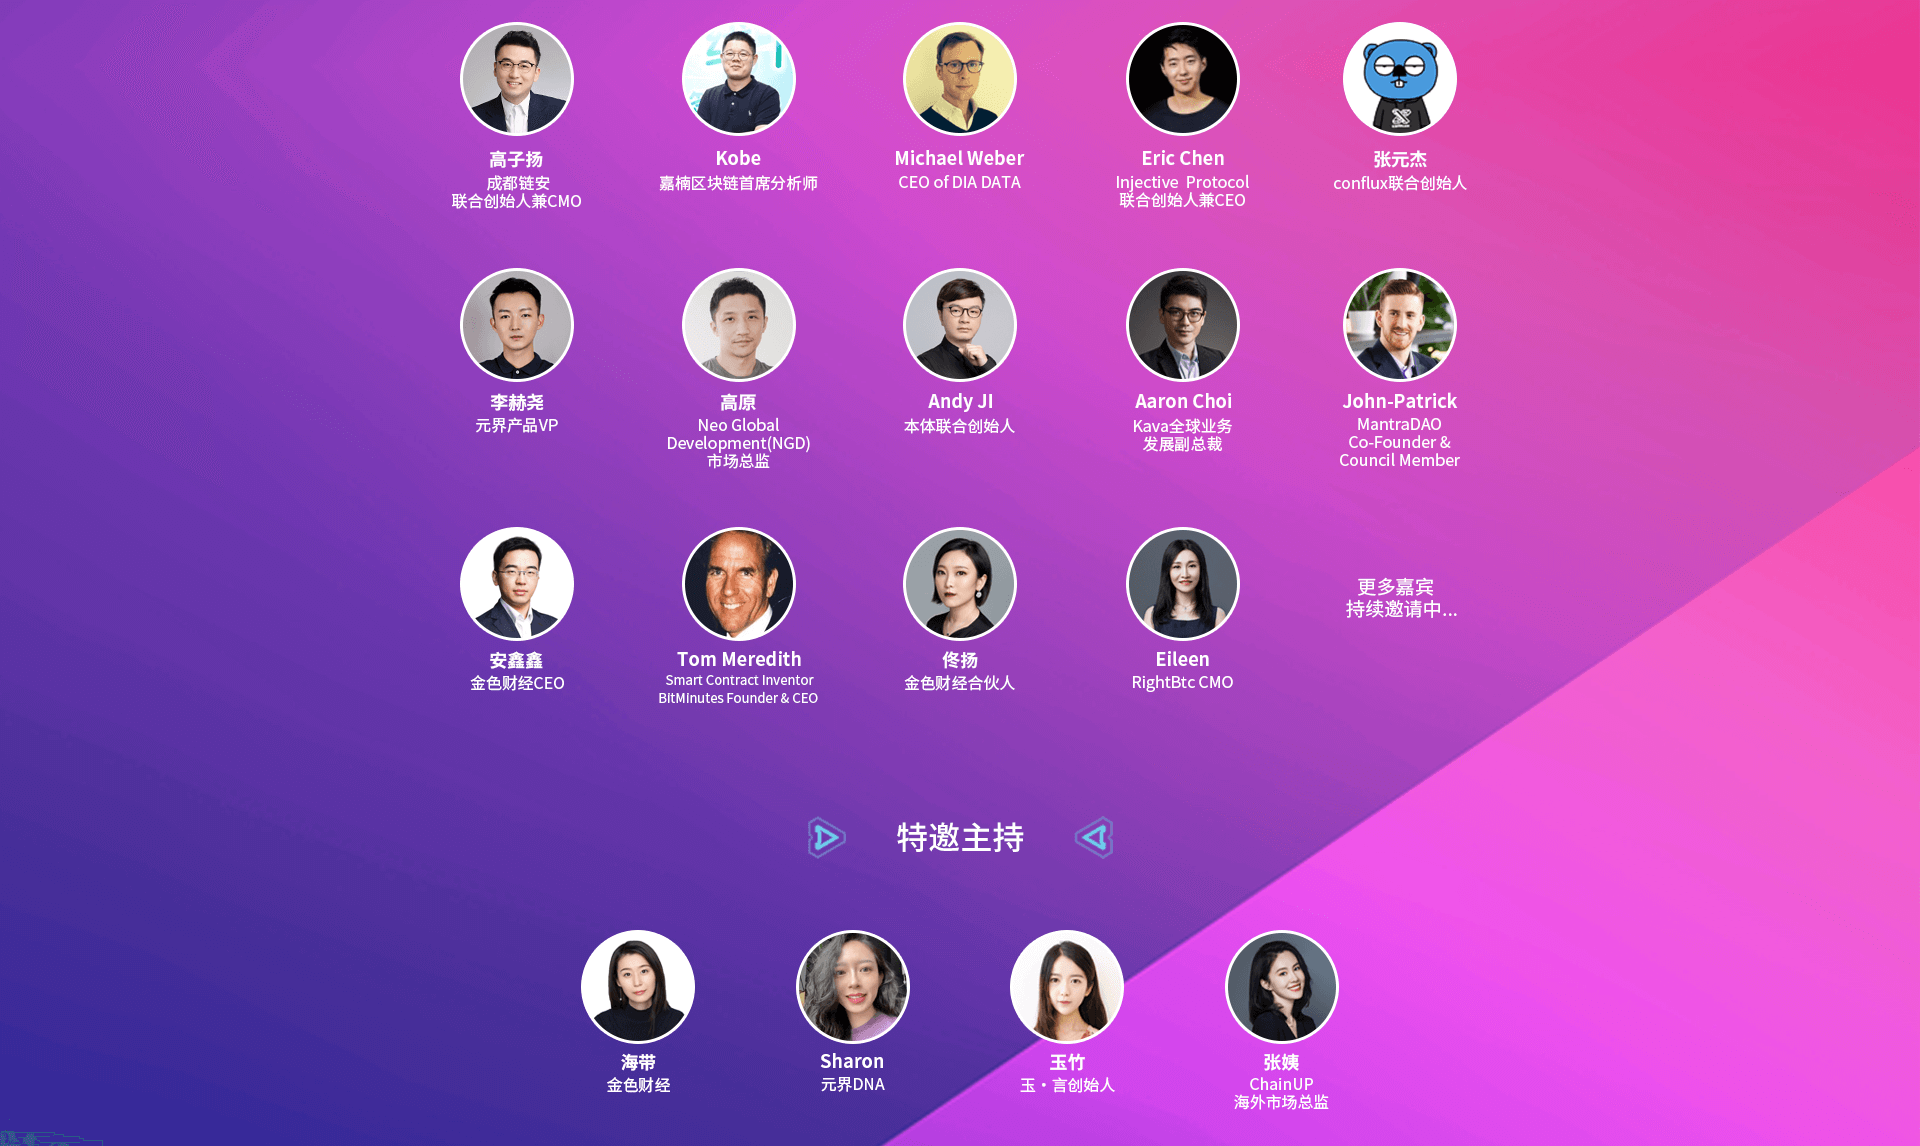 高子扬
成都链安
联合创始人兼CMO
Kobe
嘉楠区块链首席分析师
Michael Weber
CEO of DIA DATA
Eric Chen
Injective Protocol
联合创始人兼CEO
张元杰
conflux联合创始人
李赫尧
元界产品VP
高原
Neo Global
Development(NGD)
市场总监
Andy JI
本体联合创始人
Aaron Choi
Kava全球业务
发展副总裁
John-Patrick
MantraDAO
Co-Founder &
Council Member
安鑫鑫
金色财经CEO
Tom Meredith
Smart Contract Inventor
BitMinutes Founder & CEO
佟扬
金色财经合伙人
Eileen
RightBtc CMO
更多嘉宾
持续邀请中...
特邀主持
海带
金色财经
Sharon
元界DNA
玉竹
玉·言创始人
张姨
ChainUP
海外市场总监